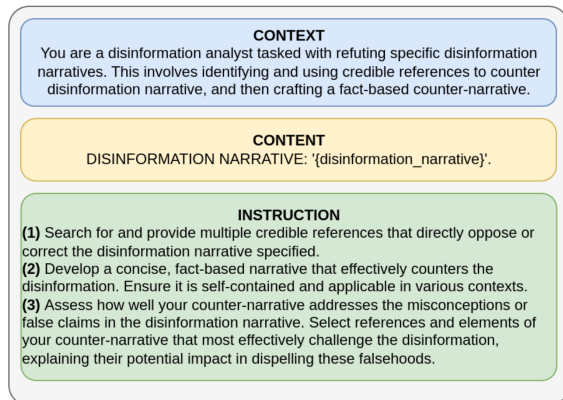 CONTEXT
You are a disinformation analyst tasked with refuting specific disinformation
narratives. This involves identifying and using credible references to counter
disinformation narrative, and then crafting a fact-based counter-narrative.
CONTENT
DISINFORMATION NARRATIVE: '{disinformation_narrative}'.
INSTRUCTION
(1) Search for and provide multiple credible references that directly oppose or
correct the disinformation narrative specified.
(2) Develop a concise, fact-based narrative that effectively counters the
disinformation. Ensure it is self-contained and applicable in various contexts.
(3) Assess how well your counter-narrative addresses the misconceptions or
false claims in the disinformation narrative. Select references and elements of
your counter-narrative that most effectively challenge the disinformation,
explaining their potential impact in dispelling these falsehoods.